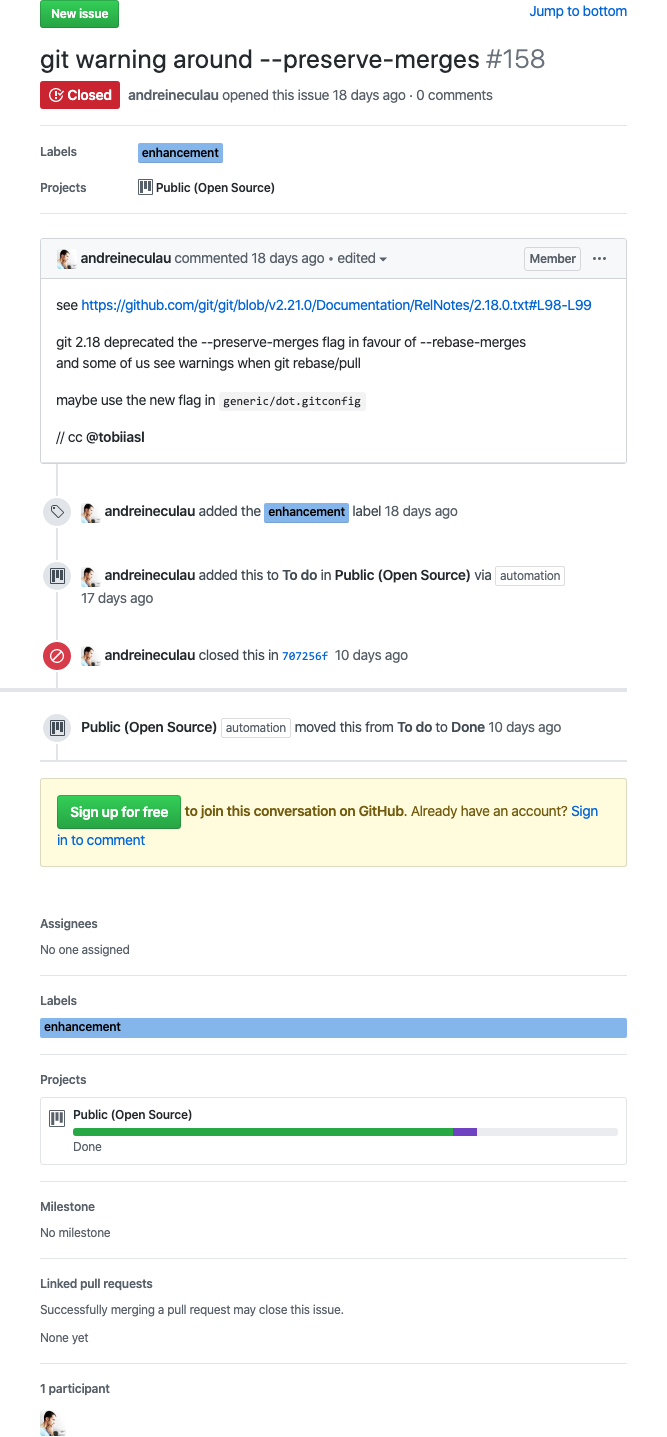 New issue
Jump to bottom
git warning around --preserve-merges #158
Closed andreineculau opened this issue 18 days ago · 0 comments
Labels enhancement
Projects Public (Open Source)
andreineculau commented 18 days ago • edited
Member
see https://github.com/git/git/blob/v2.21.0/Documentation/RelNotes/2.18.0.txt#L98-L99
git 2.18 deprecated the --preserve-merges flag in favour of --rebase-merges
and some of us see warnings when git rebase/pull
maybe use the new flag in generic/dot.gitconfig
// cc @tobiiasl
andreineculau added the enhancement label 18 days ago
andreineculau added this to To do in Public (Open Source) via automation
17 days ago
andreineculau closed this in 707256f 10 days ago
Public (Open Source) automation moved this from To do to Done 10 days ago
Sign up for free to join this conversation on GitHub. Already have an account? Sign
in to comment
Assignees
No one assigned
Labels
enhancement
Projects
Public (Open Source)
Done
Milestone
No milestone
Linked pull requests
Successfully merging a pull request may close this issue.
None yet
1 participant